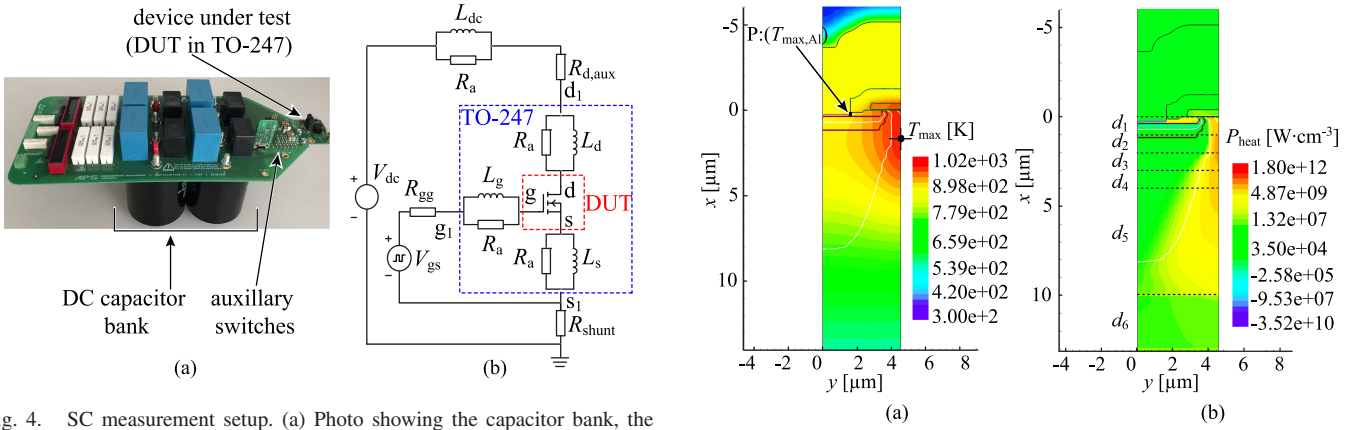 device under test
(DUT in TO-247)
DC capacitor
bank
auxillary
switches
(a)
L_dc
R_a
R_d,aux
d_1
TO-247
R_a
L_d
V_dc
+
−
R_gg
L_g
g
d
s
DUT
g_1
R_a
R_a
L_s
+
V_gs
−
s_1
R_shunt
(b)
ig. 4. SC measurement setup. (a) Photo showing the capacitor bank, the
-5
0
5
10
x [µm]
P:(T_max,Al)
T_max [K]
1.02e+03
8.98e+02
7.79e+02
6.59e+02
5.39e+02
4.20e+02
3.00e+2
-4 -2 0 2 4 6 8
y [µm]
(a)
-5
0
5
10
x [µm]
d_1
d_2
d_3
d_4
d_5
d_6
P_heat [W·cm⁻³]
1.80e+12
4.87e+09
1.32e+07
3.50e+04
-2.58e+05
-9.53e+07
-3.52e+10
-4 -2 0 2 4 6 8
y [µm]
(b)